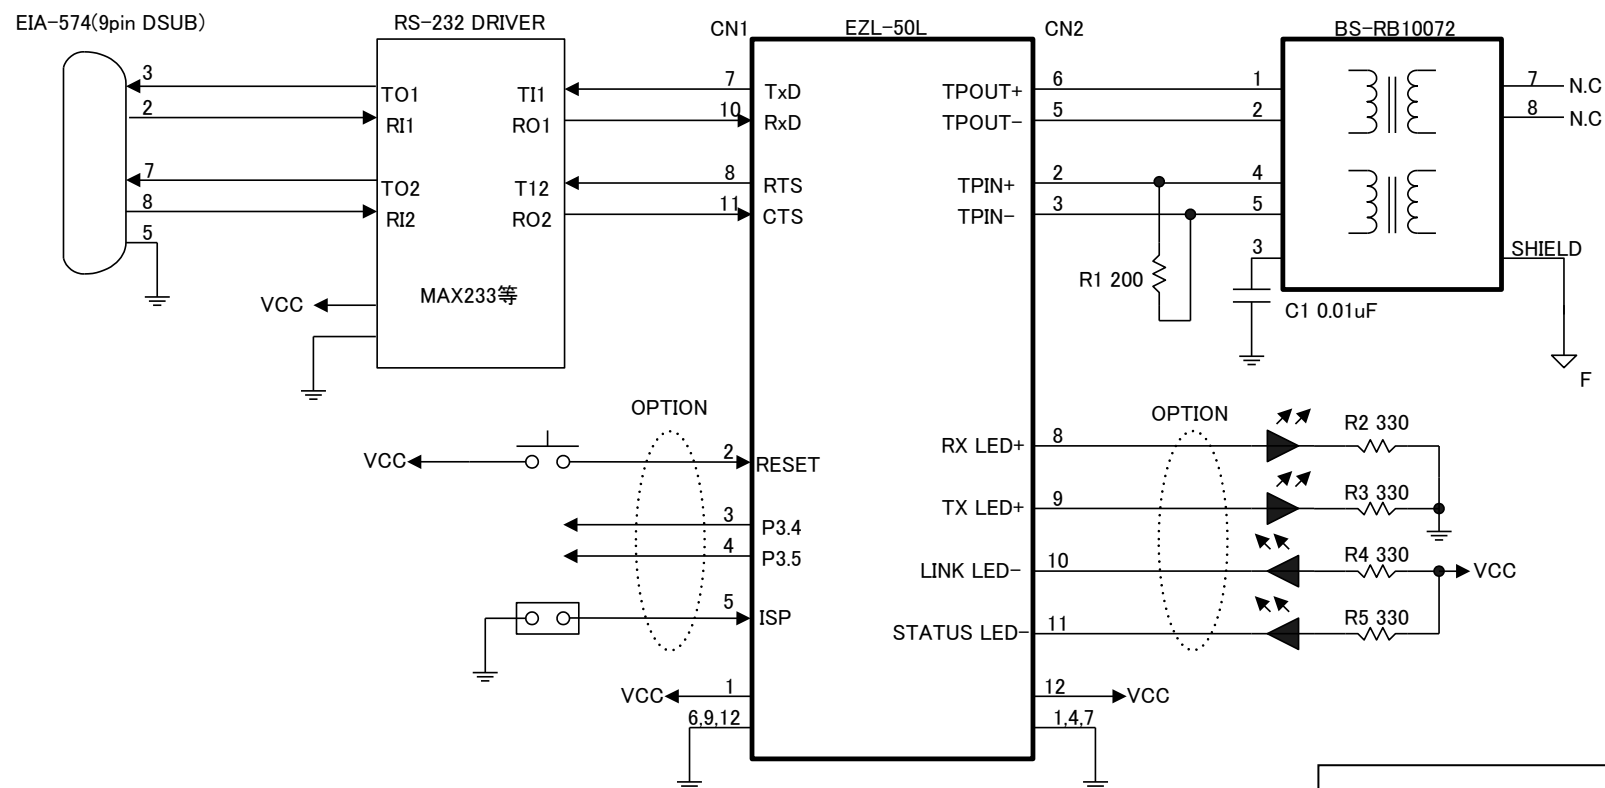 EIA-574(9pin DSUB)
RS-232 DRIVER
CN1
EZL-50L
CN2
BS-RB10072
3
2
7
8
5
TO1
RI1
TO2
RI2
TI1
RO1
T12
RO2
MAX233等
VCC
7
10
8
11
TxD
RxD
RTS
CTS
TPOUT+
TPOUT-
TPIN+
TPIN-
6
5
2
3
1
2
4
5
3
7
8
N.C
N.C
SHIELD
F
R1 200
C1 0.01uF
OPTION
VCC
2
3
4
5
RESET
P3.4
P3.5
ISP
VCC
1
6,9,12
OPTION
RX LED+
TX LED+
LINK LED-
STATUS LED-
8
9
10
11
R2 330
R3 330
R4 330
R5 330
VCC
12
VCC
1,4,7